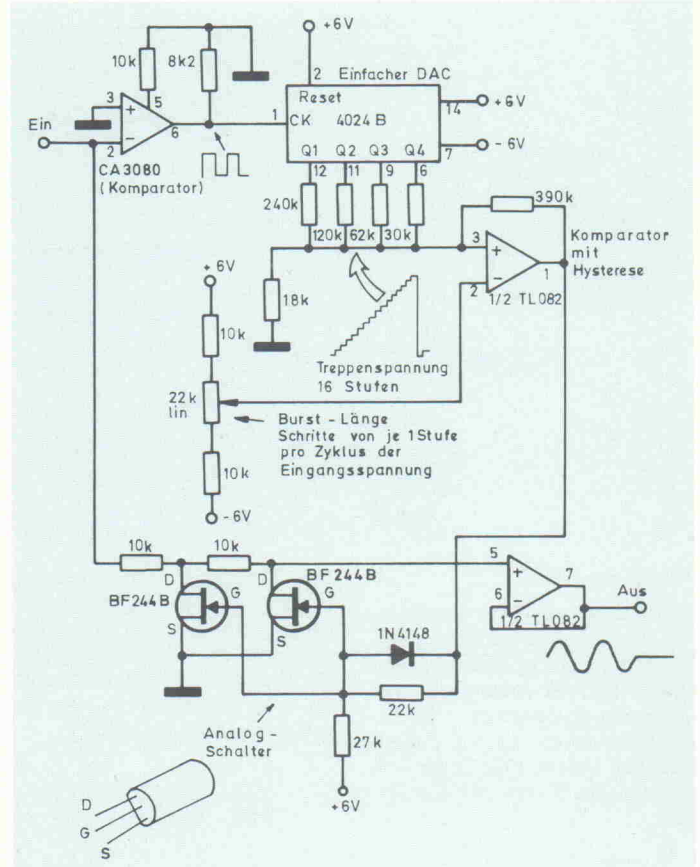 +6V
10k
8k2
2
Einfacher DAC
Reset
14
+6V
3
+
5
6
1
CK
4024 B
7
- 6V
Ein
-
2
Q1
Q2
Q3
Q4
12
11
9
6
CA3080
(Komparator)
240k
120k
62k
30k
390k
3
+
1
-
2
1/2 TL082
Komparator
mit
Hysterese
18k
+ 6V
10k
Treppenspannung
16 Stufen
22k
lin
Burst - Länge
Schritte von je 1 Stufe
pro Zyklus der
Eingangsspannung
10k
- 6V
10k
10k
5
D
D
BF 244B
+
7
BF244B
G
G
6
-
Aus
1/2 TL082
S
S
1N4148
22k
Analog -
Schalter
27k
+6V
D
G
S